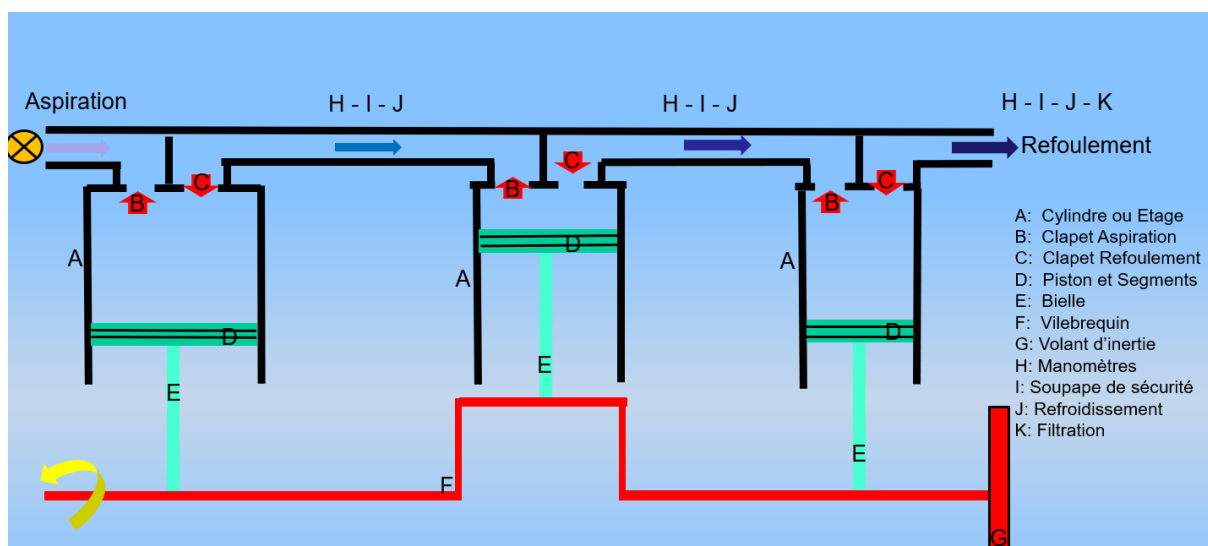 Aspiration
H - I - J
H - I - J
H - I - J - K
Refoulement
B
C
B
C
B
C
A
A
A
D
D
D
E
E
E
F
G
A: Cylindre ou Etage
B: Clapet Aspiration
C: Clapet Refoulement
D: Piston et Segments
E: Bielle
F: Vilebrequin
G: Volant d'inertie
H: Manomètres
I: Soupape de sécurité
J: Refroidissement
K: Filtration